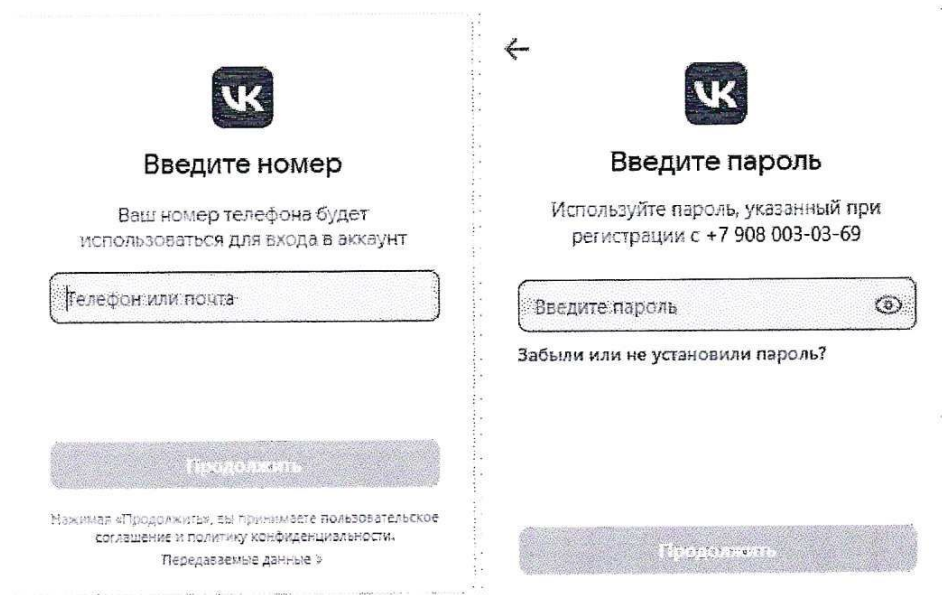 VK
Введите номер
Ваш номер телефона будет
использоваться для входа в аккаунт
Телефон или почта
Продолжить
Нажимая «Продолжить», вы принимаете пользовательское
соглашение и политику конфиденциальности.
Передаваемые данные >
VK
Введите пароль
Используйте пароль, указанный при
регистрации с +7 908 003-03-69
Введите пароль
Забыли или не установили пароль?
Продолжить